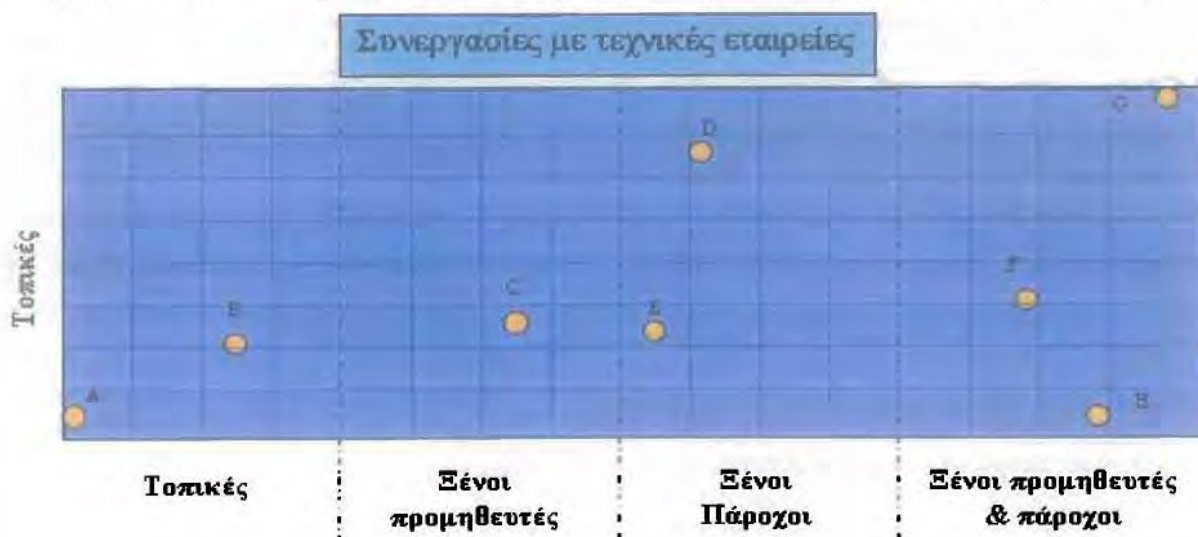 Συνεργασίες με τεχνικές εταιρείες
G
D
Τοπικές
F
C
B
E
A
H
Τοπικές
Ξένοι
προμηθευτές
Ξένοι
Πάροχοι
Ξένοι προμηθευτές
& πάροχοι